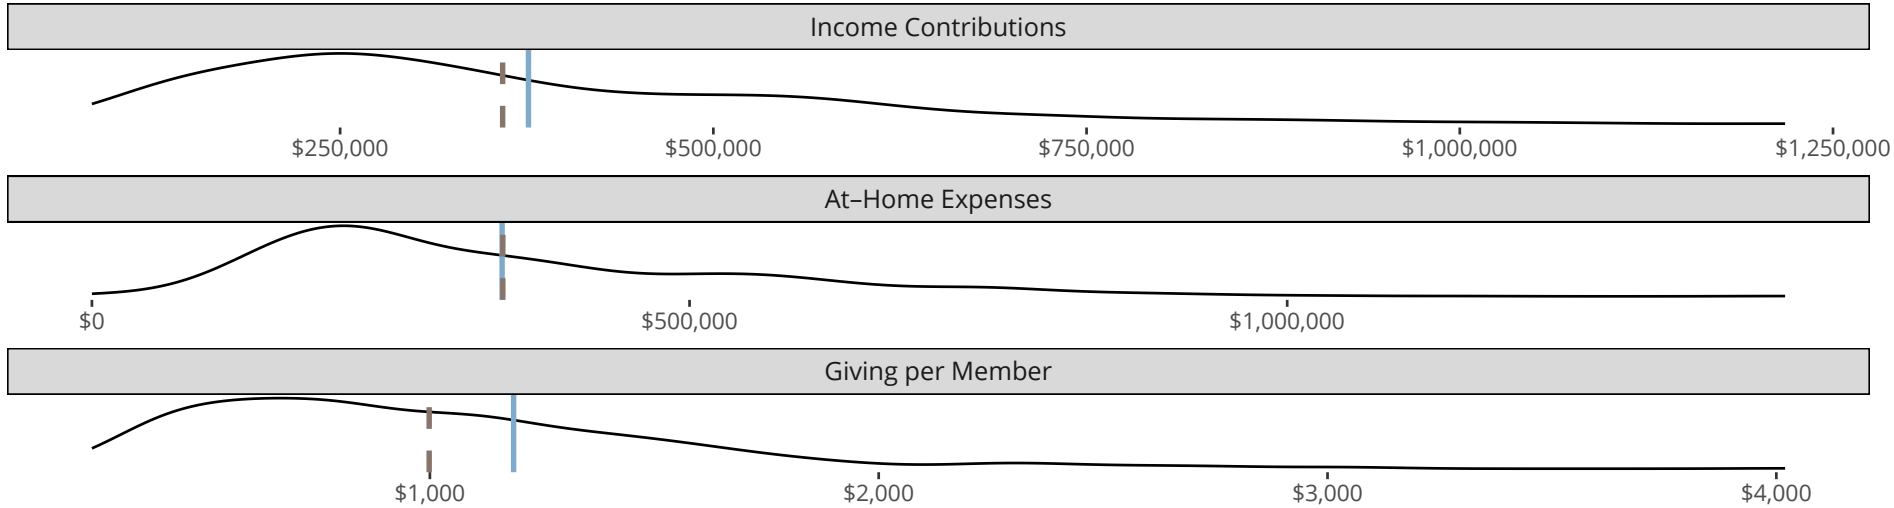 Income Contributions
$250,000 $500,000 $750,000 $1,000,000 $1,250,000
At–Home Expenses
$0 $500,000 $1,000,000
Giving per Member
$1,000 $2,000 $3,000 $4,000